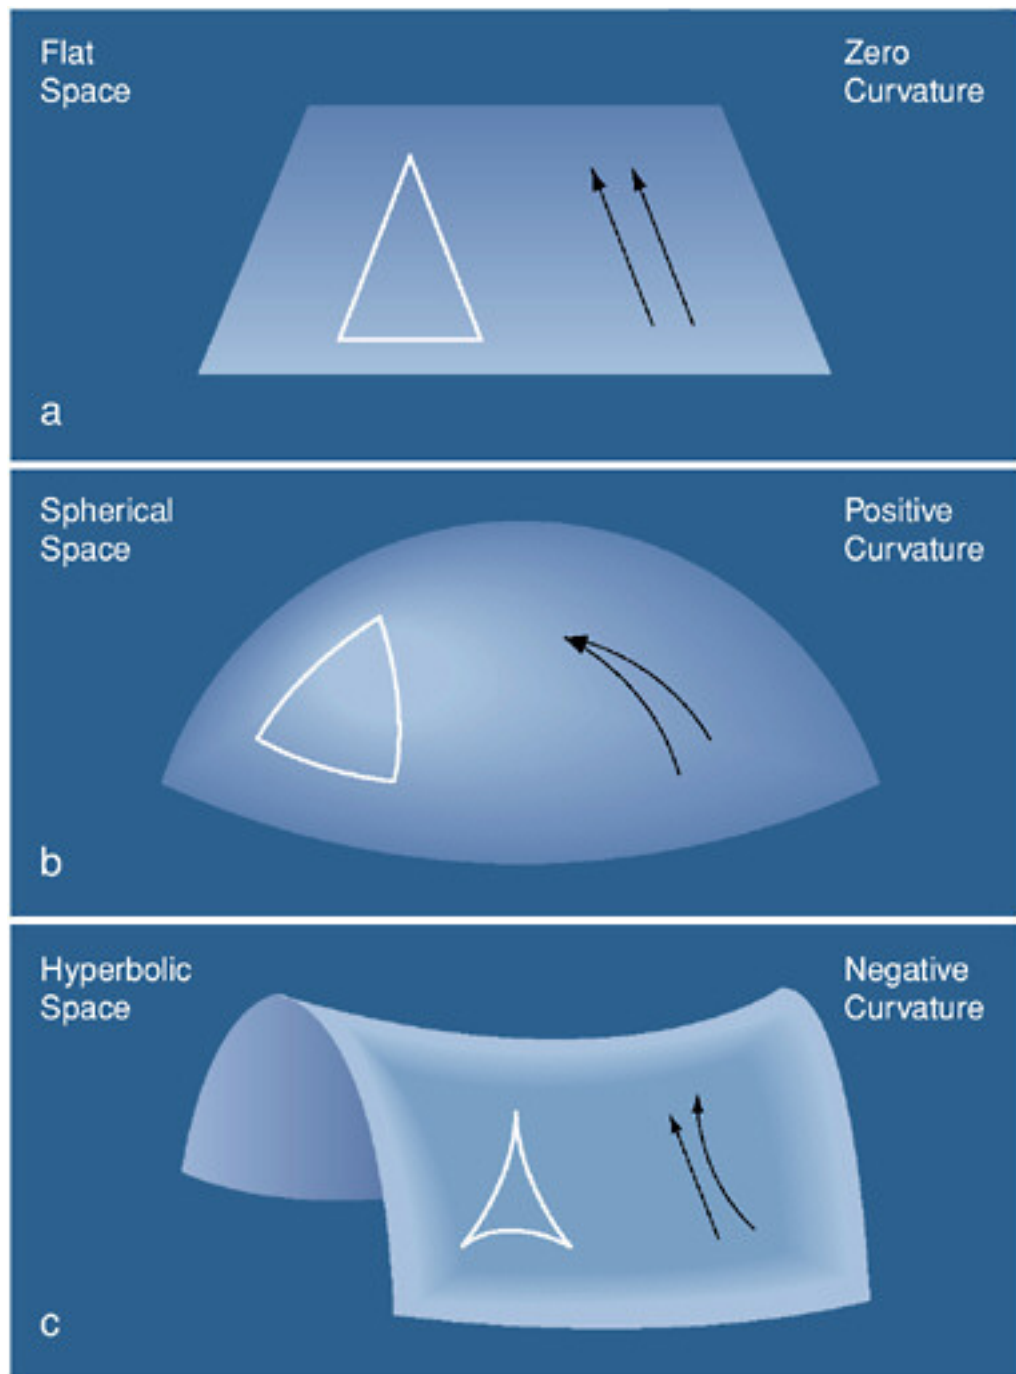 Flat
Space
Zero
Curvature
a
Spherical
Space
Positive
Curvature
b
Hyperbolic
Space
Negative
Curvature
c